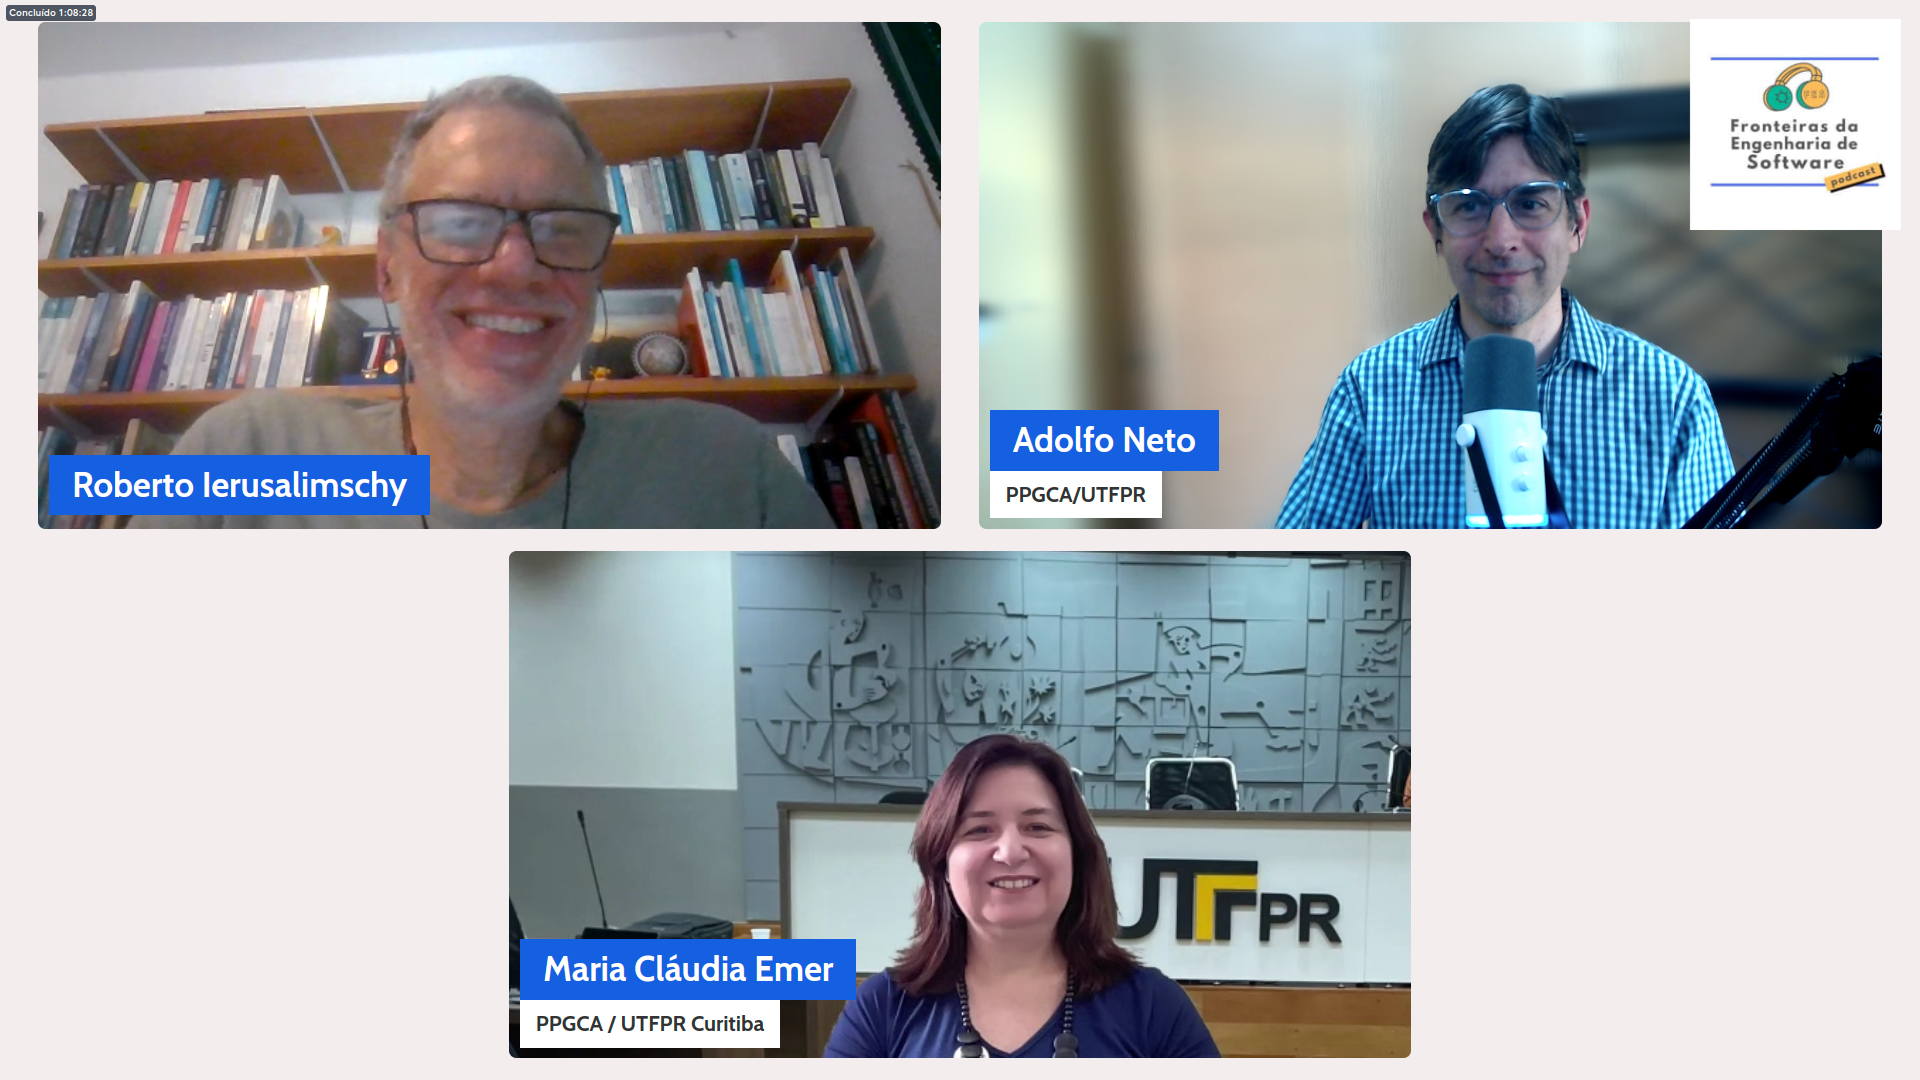 Concluído 1:08:28
Roberto Ierusalimschy
Adolfo Neto
PPGCA/UTFPR
FES
Fronteiras da
Engenharia de
Software
podcast
UTFPR
Maria Cláudia Emer
PPGCA / UTFPR Curitiba